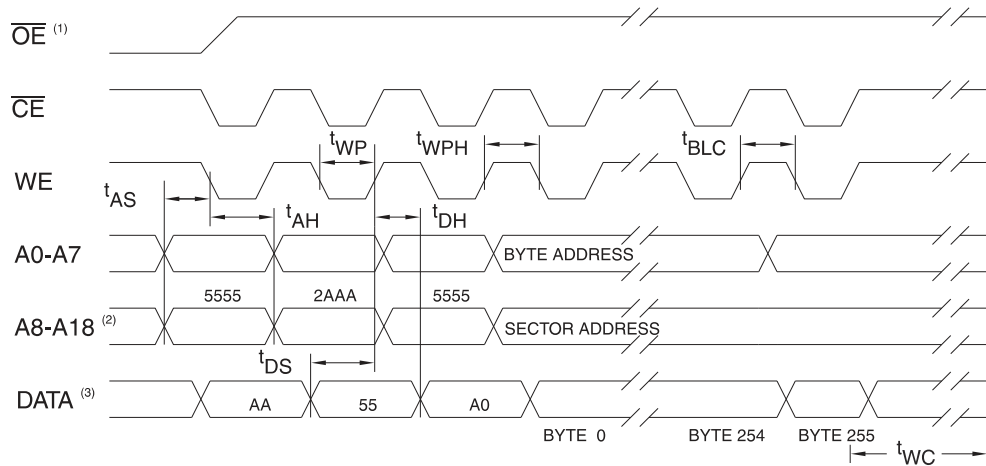 OE (1)
CE
tWP tWPH tBLC
WE
tAS
tAH tDH
A0-A7 BYTE ADDRESS
5555 2AAA 5555
A8-A18 (2) SECTOR ADDRESS
tDS
DATA (3) AA 55 A0
BYTE 0 BYTE 254 BYTE 255
tWC